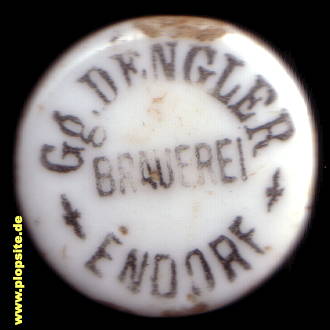 Gg. DENGLER
BRAUEREI
ENDORF
www.plopsite.de